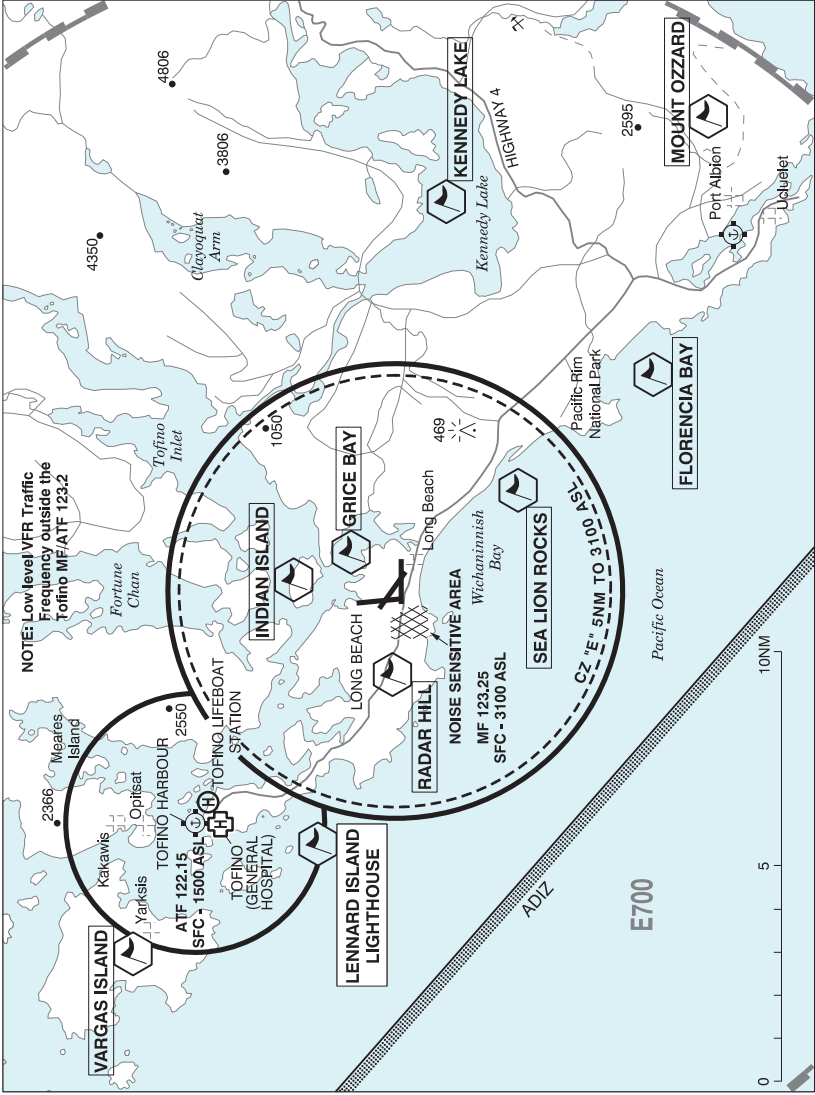 NOTE: Low level VFR Traffic
Frequency outside the
Tofino MF/ATF 123.2
4806
3806
4350
Clayoquat
Arm
KENNEDY LAKE
Kennedy Lake
HIGHWAY 4
2595
MOUNT OZZARD
Port Albion
Ucluelet
Tofino
Inlet
Fortune
Chan
1050
469
INDIAN ISLAND
GRICE BAY
Long Beach
LONG BEACH
Wichaninnish
Bay
Pacific Rim
National Park
FLORENCIA BAY
SEA LION ROCKS
RADAR HILL
NOISE SENSITIVE AREA
MF 123.25
SFC - 3100 ASL
CZ "E" 5NM TO 3100 ASL
Meares
Island
2366
2550
Kakawis
Opitsat
Yarksis
TOFINO HARBOUR
TOFINO LIFEBOAT
STATION
H
H
ATF 122.15
SFC - 1500 ASL
TOFINO
(GENERAL
HOSPITAL)
VARGAS ISLAND
LENNARD ISLAND
LIGHTHOUSE
Pacific Ocean
ADIZ
E700
0
5
10NM